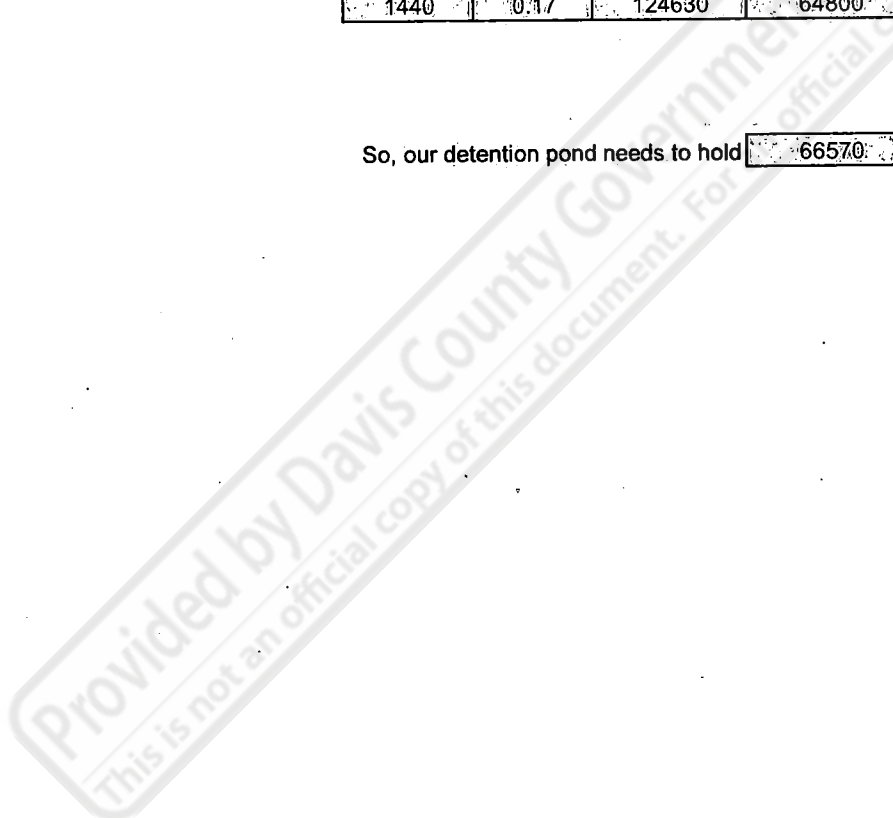 1440 0.17 124630 64800
So, our detention pond needs to hold 66570
Provided by Davis County Governmen
This is not an official copy of this document. For official c